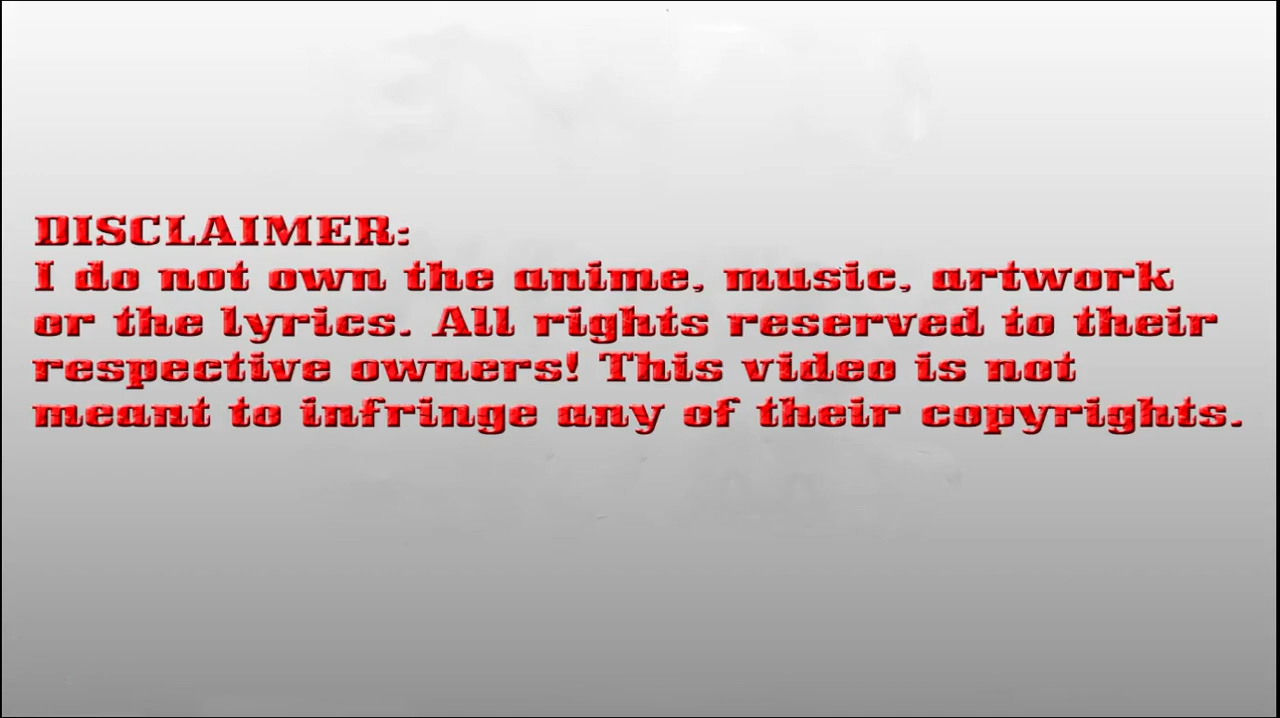 DISCLAIMER:
I do not own the anime, music, artwork
or the lyrics. All rights reserved to their
respective owners! This video is not
meant to infringe any of their copyrights.